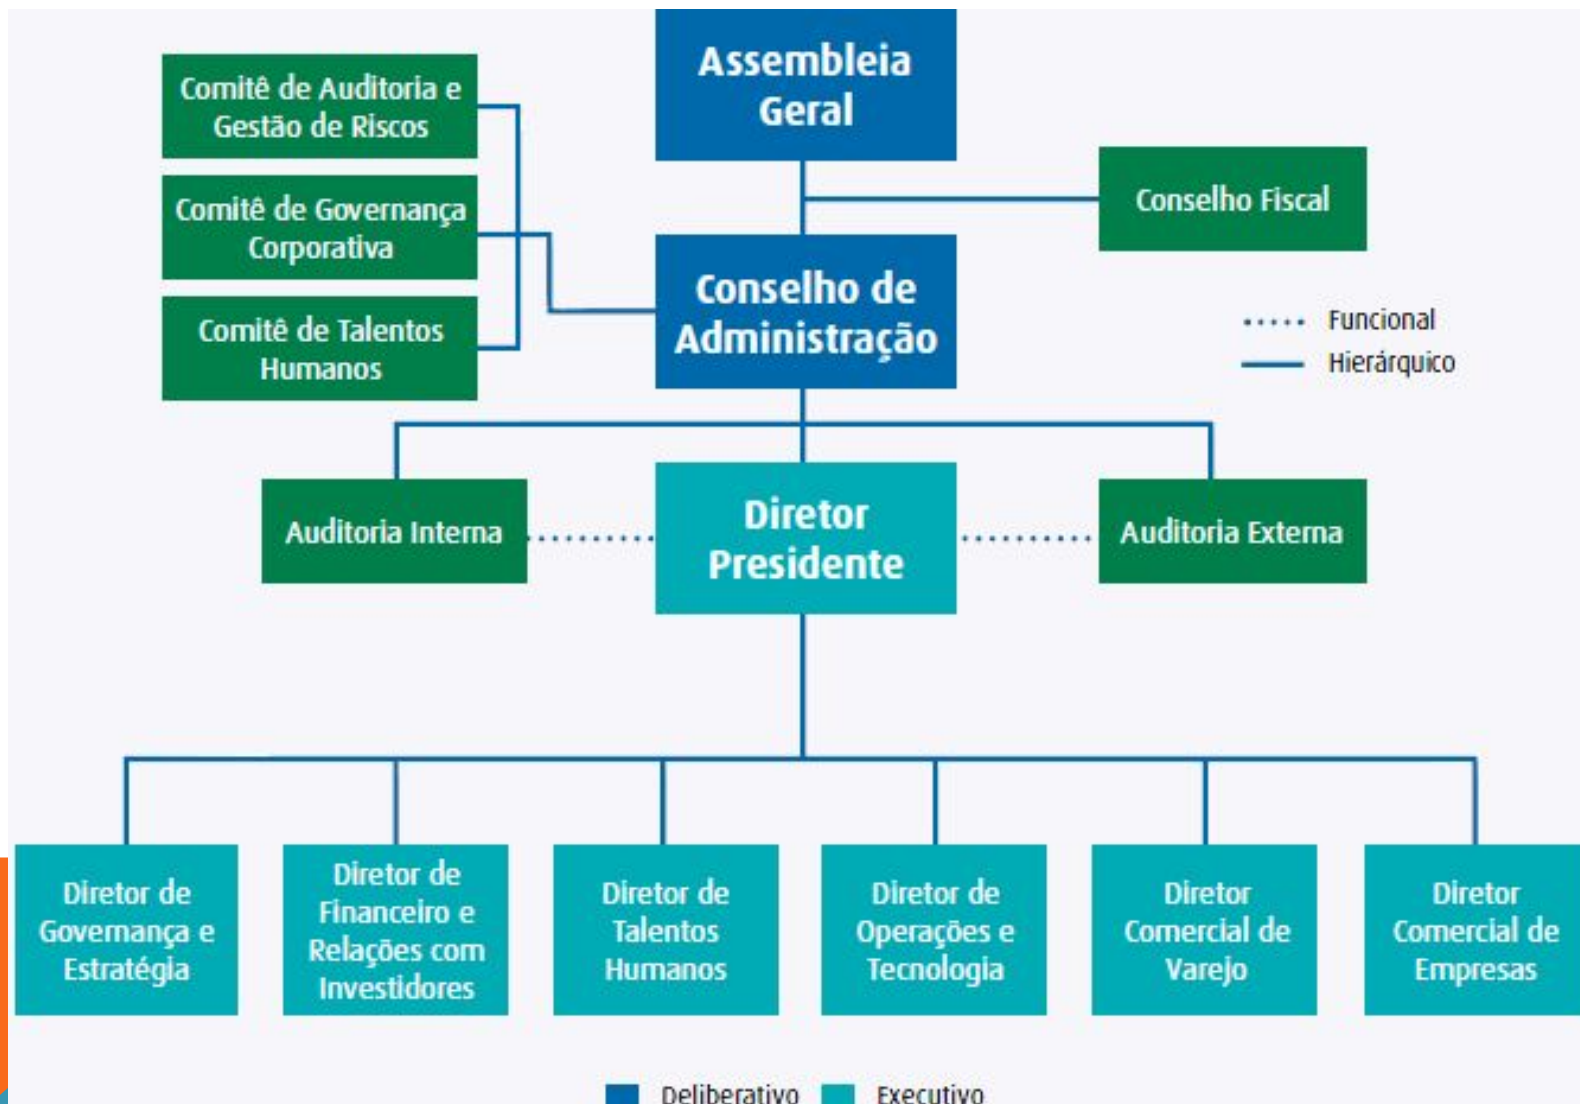 Assembleia
Geral
Comitê de Auditoria e
Gestão de Riscos
Comitê de Governança
Corporativa
Comitê de Talentos
Humanos
Conselho Fiscal
Conselho de
Administração
Funcional
Hierárquico
Auditoria Interna
Diretor
Presidente
Auditoria Externa
Diretor de
Governança e
Estratégia
Diretor de
Financeiro e
Relações com
Investidores
Diretor de
Talentos
Humanos
Diretor de
Operações e
Tecnologia
Diretor
Comercial de
Varejo
Diretor
Comercial de
Empresas
Deliberativo
Executivo